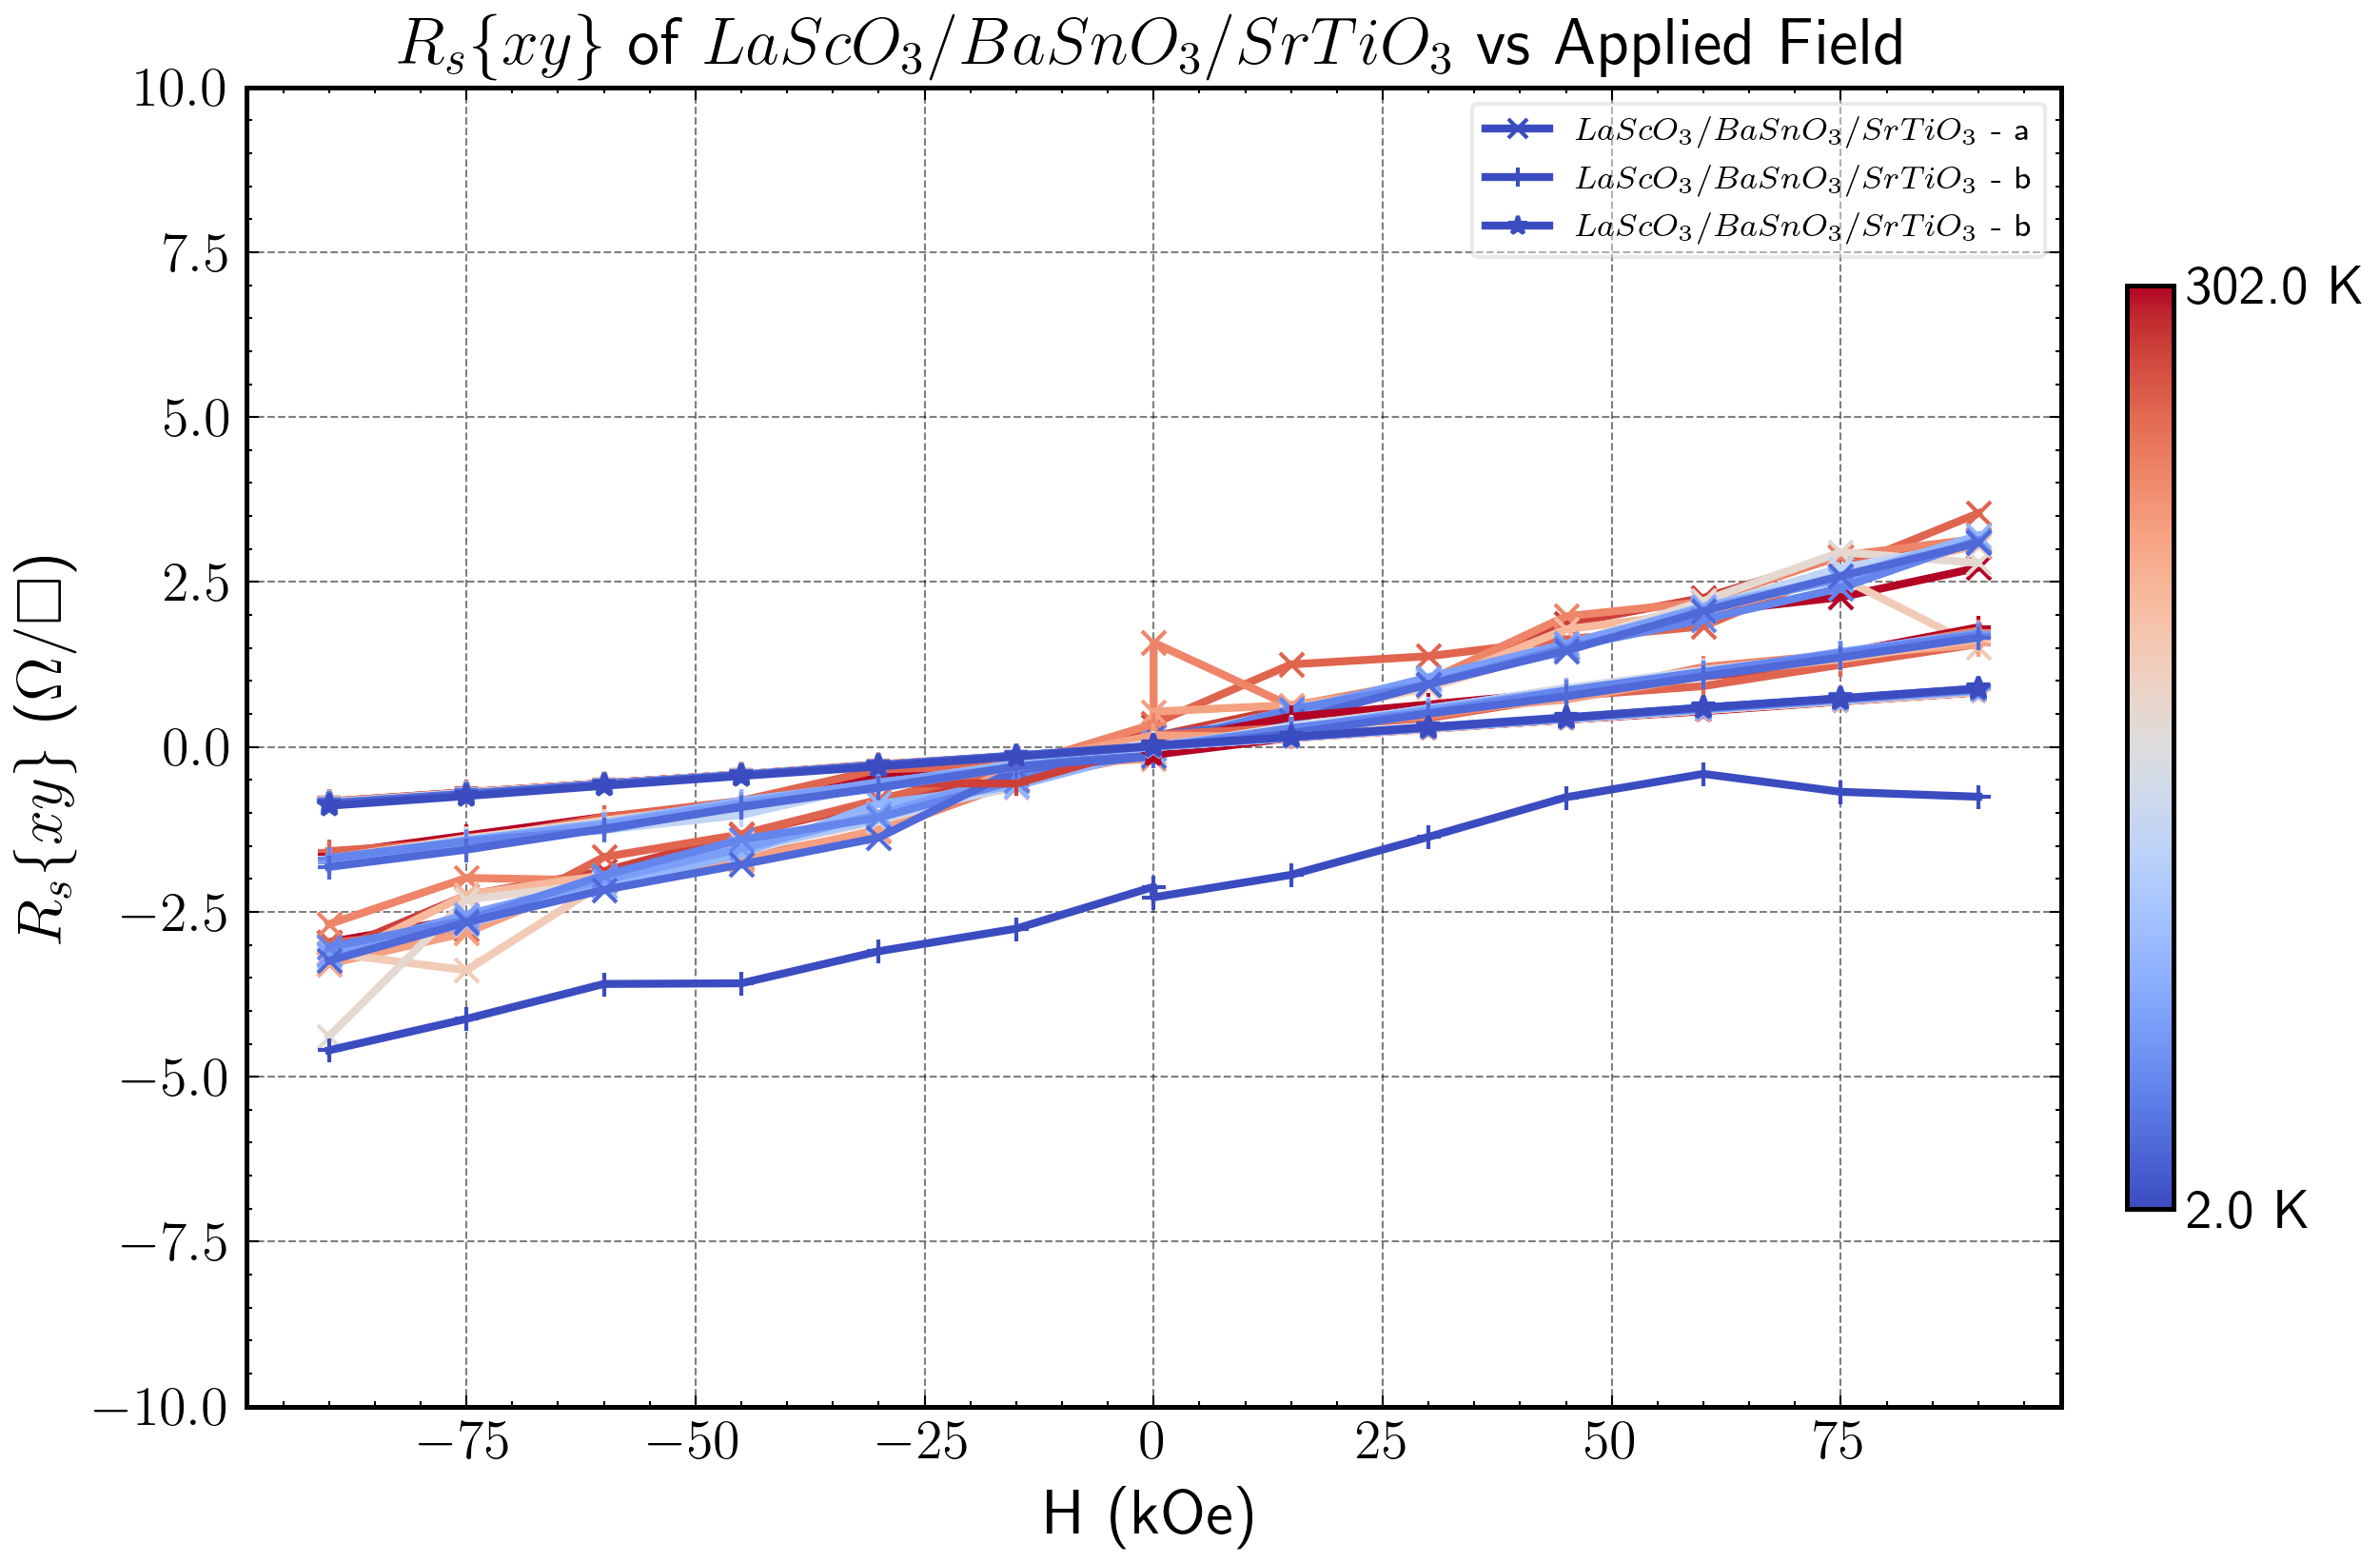 R_s{xy} of LaScO_3/BaSnO_3/SrTiO_3 vs Applied Field
10.0
7.5
5.0
2.5
0.0
−2.5
−5.0
−7.5
−10.0
R_s{xy} (Ω/□)
LaScO_3/BaSnO_3/SrTiO_3 - a
LaScO_3/BaSnO_3/SrTiO_3 - b
LaScO_3/BaSnO_3/SrTiO_3 - b
302.0 K
2.0 K
−75 −50 −25 0 25 50 75
H (kOe)